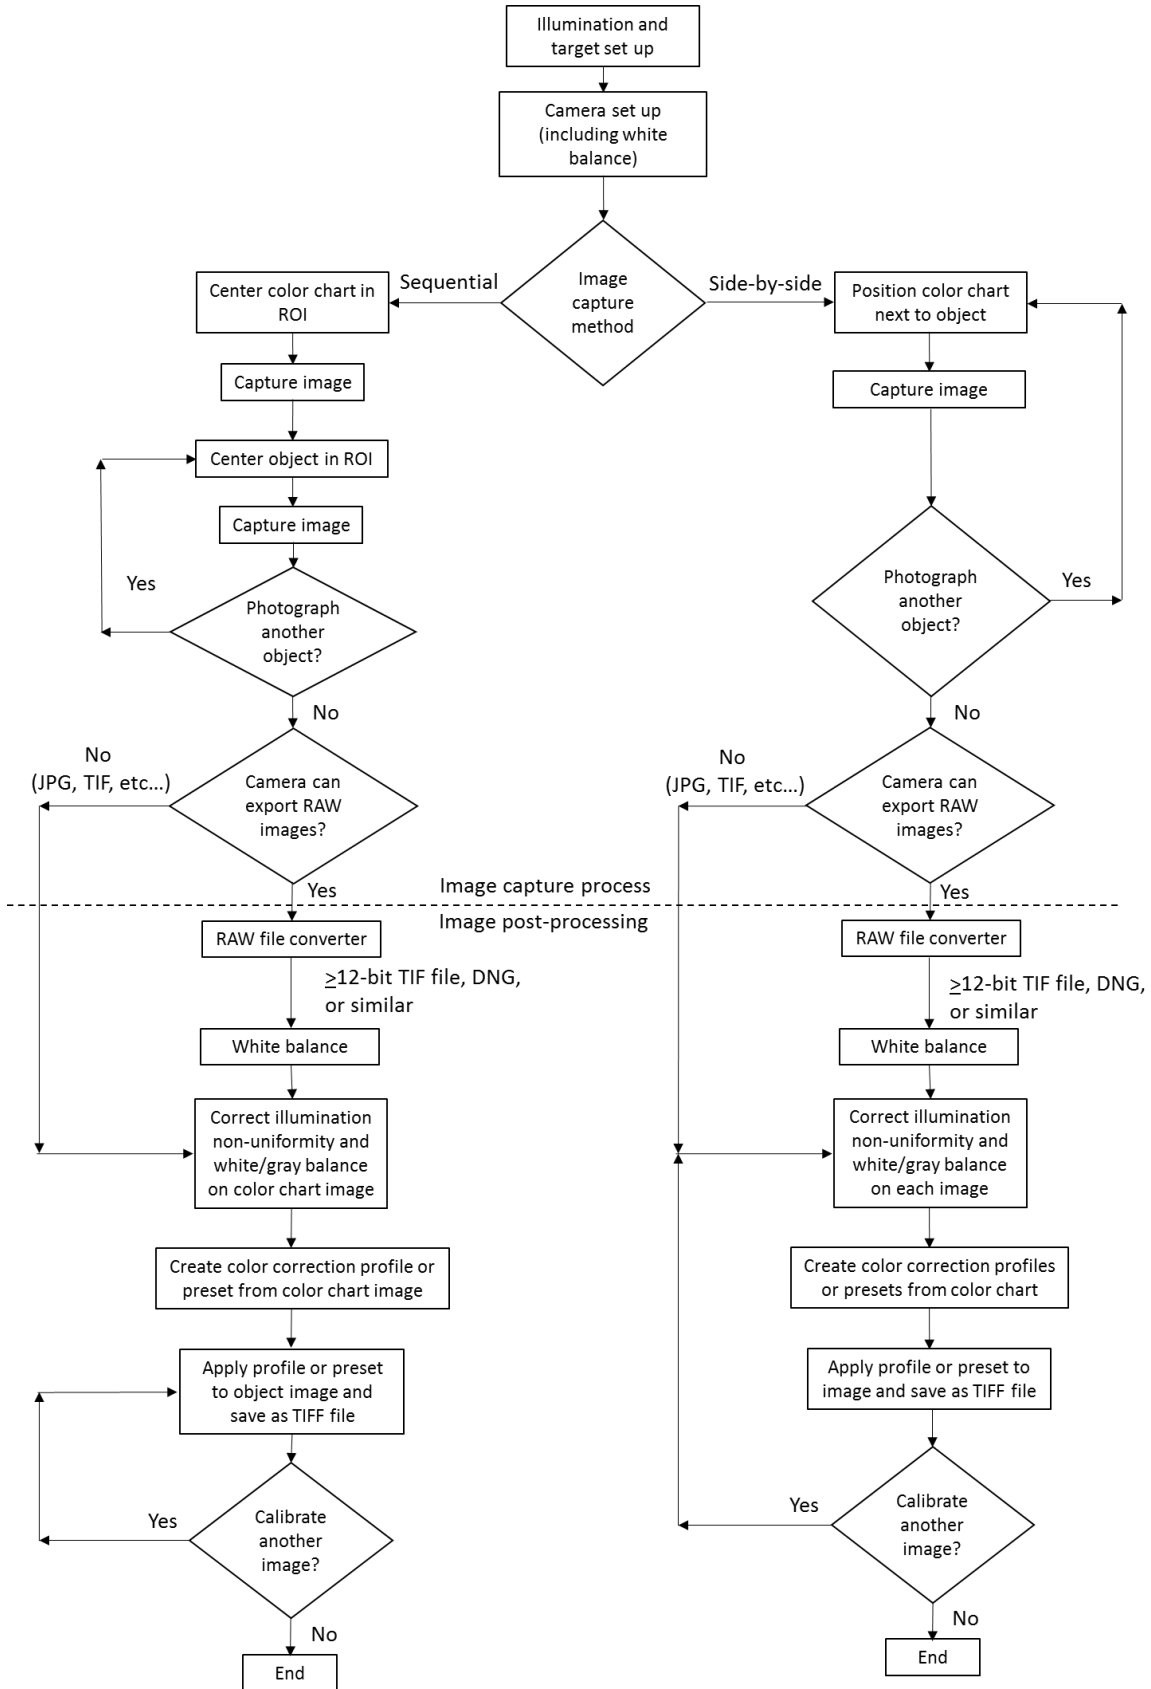 Illumination and
target set up
Camera set up
(including white
balance)
Image
capture
method
Sequential
Side-by-side
Center color chart in
ROI
Capture image
Center object in ROI
Capture image
Yes
Photograph
another
object?
No
No
(JPG, TIF, etc...)
Camera can
export RAW
images?
Yes
Position color chart
next to object
Capture image
Photograph
another
object?
Yes
No
No
(JPG, TIF, etc...)
Camera can
export RAW
images?
Yes
Image capture process
Image post-processing
RAW file converter
≥12-bit TIF file, DNG,
or similar
White balance
Correct illumination
non-uniformity and
white/gray balance
on color chart image
Create color correction profile or
preset from color chart image
Apply profile or preset
to object image and
save as TIFF file
Calibrate
another
image?
Yes
No
End
RAW file converter
≥12-bit TIF file, DNG,
or similar
White balance
Correct illumination
non-uniformity and
white/gray balance
on each image
Create color correction profiles
or presets from color chart
Apply profile or preset to
image and save as TIFF file
Calibrate
another
image?
Yes
No
End